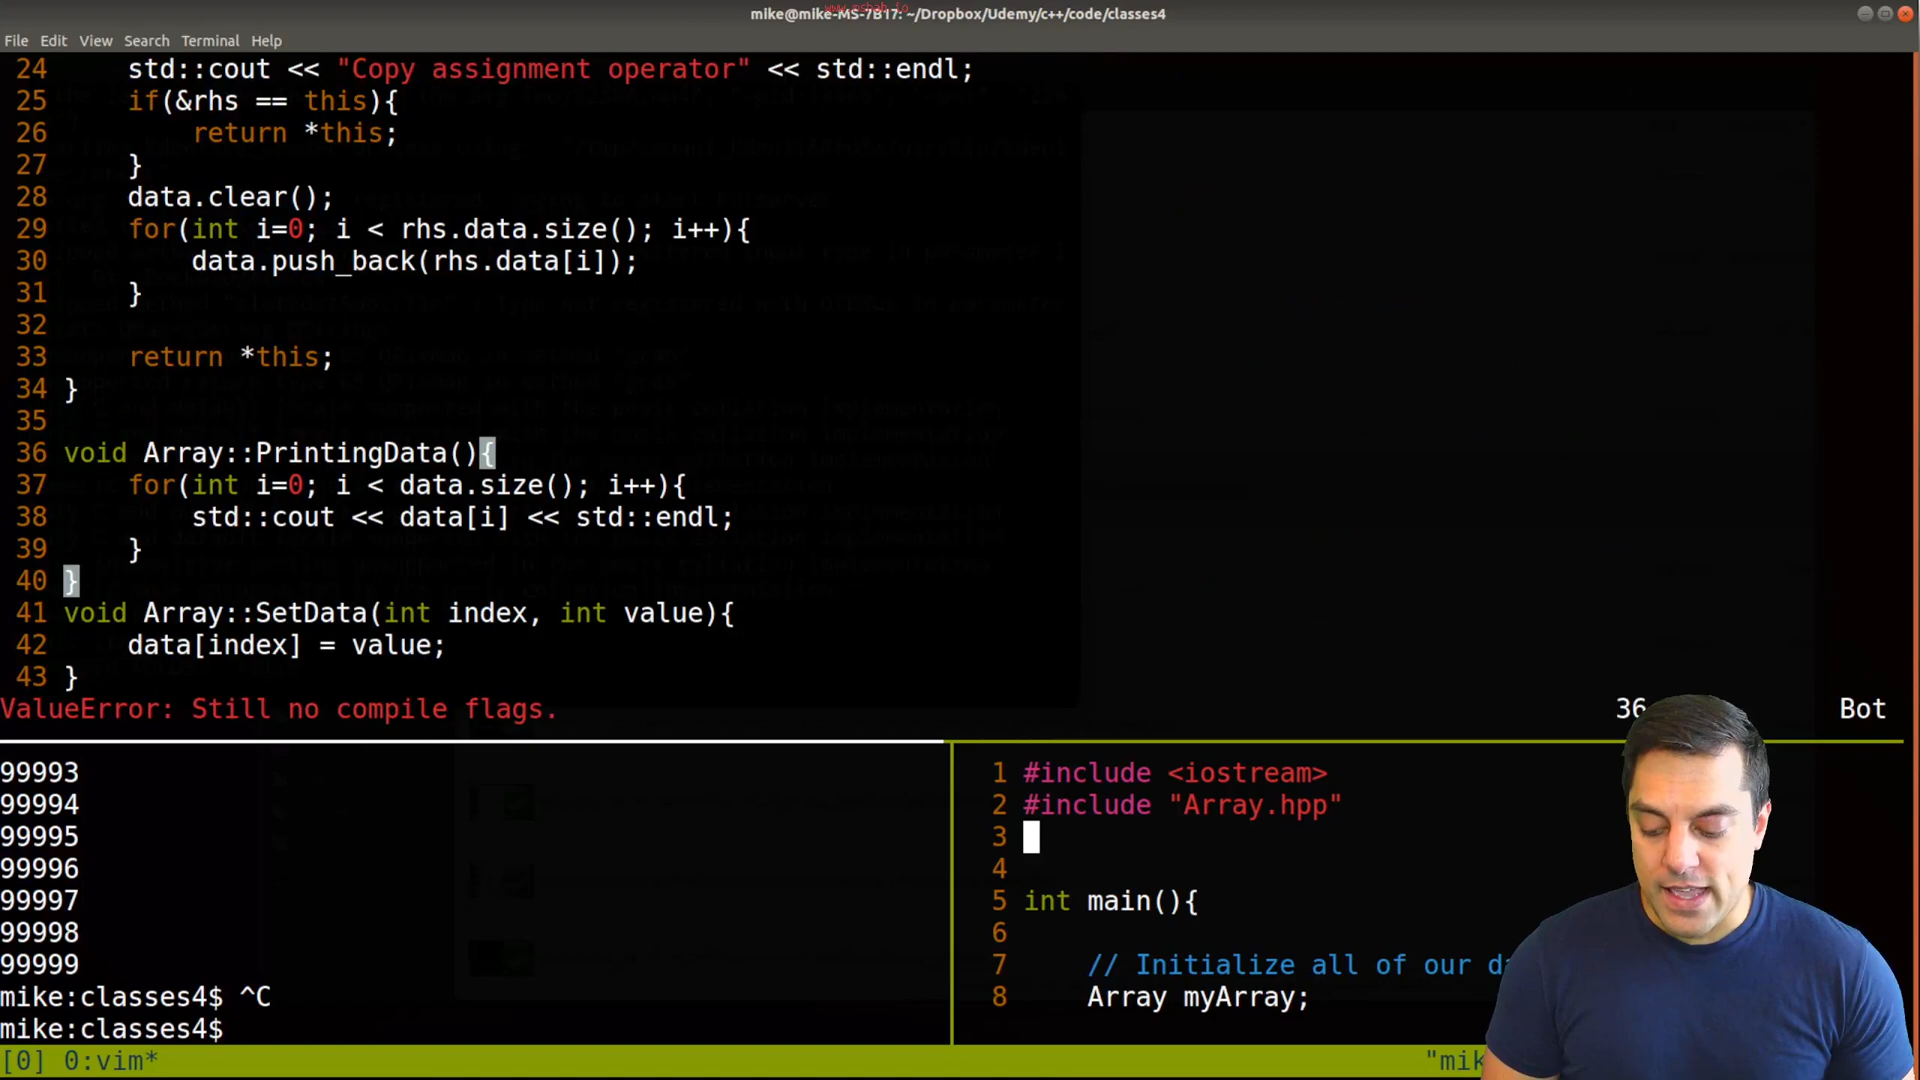 www.mshah.io
mike@mike-MS-7B17: ~/Dropbox/Udemy/c++/code/classes4
File Edit View Search Terminal Help
24 std::cout << "Copy assignment operator" << std::endl;
25 if(&rhs == this){
26 return *this;
27 }
28 data.clear();
29 for(int i=0; i < rhs.data.size(); i++){
30 data.push_back(rhs.data[i]);
31 }
32
33 return *this;
34 }
35
36 void Array::PrintingData(){
37 for(int i=0; i < data.size(); i++){
38 std::cout << data[i] << std::endl;
39 }
40 }
41 void Array::SetData(int index, int value){
42 data[index] = value;
43 }
ValueError: Still no compile flags. 36 Bot
99993
99994
99995
99996
99997
99998
99999
mike:classes4$ ^C
mike:classes4$
1 #include <iostream>
2 #include "Array.hpp"
3
4
5 int main(){
6
7 // Initialize all of our
8 Array myArray;
[0] 0:vim* "mik